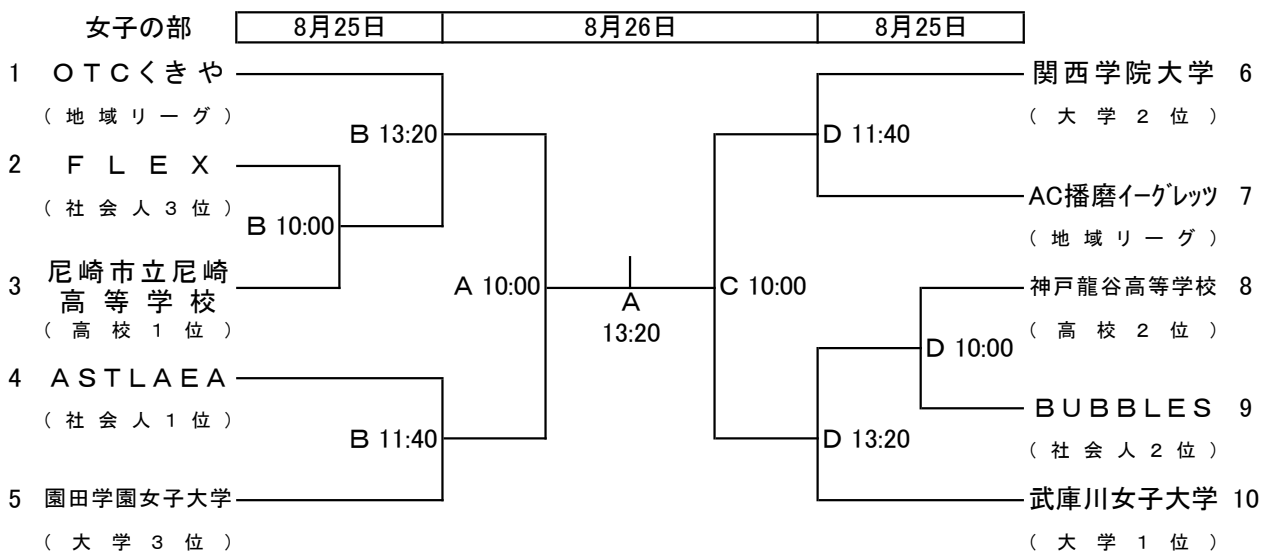 女子の部 8月25日 8月26日 8月25日
1 OTCくきや
(地域リーグ)
2 FLEX
(社会人3位)
3 尼崎市立尼崎
高等学校
(高校1位)
4 ASTLAEA
(社会人1位)
5 園田学園女子大学
(大学3位)
B 13:20
B 10:00
B 11:40
A 10:00
A
13:20
C 10:00
D 11:40
D 10:00
D 13:20
関西学院大学 6
(大学2位)
AC播磨イーグレッツ 7
(地域リーグ)
神戸龍谷高等学校 8
(高校2位)
BUBBLES 9
(社会人2位)
武庫川女子大学 10
(大学1位)